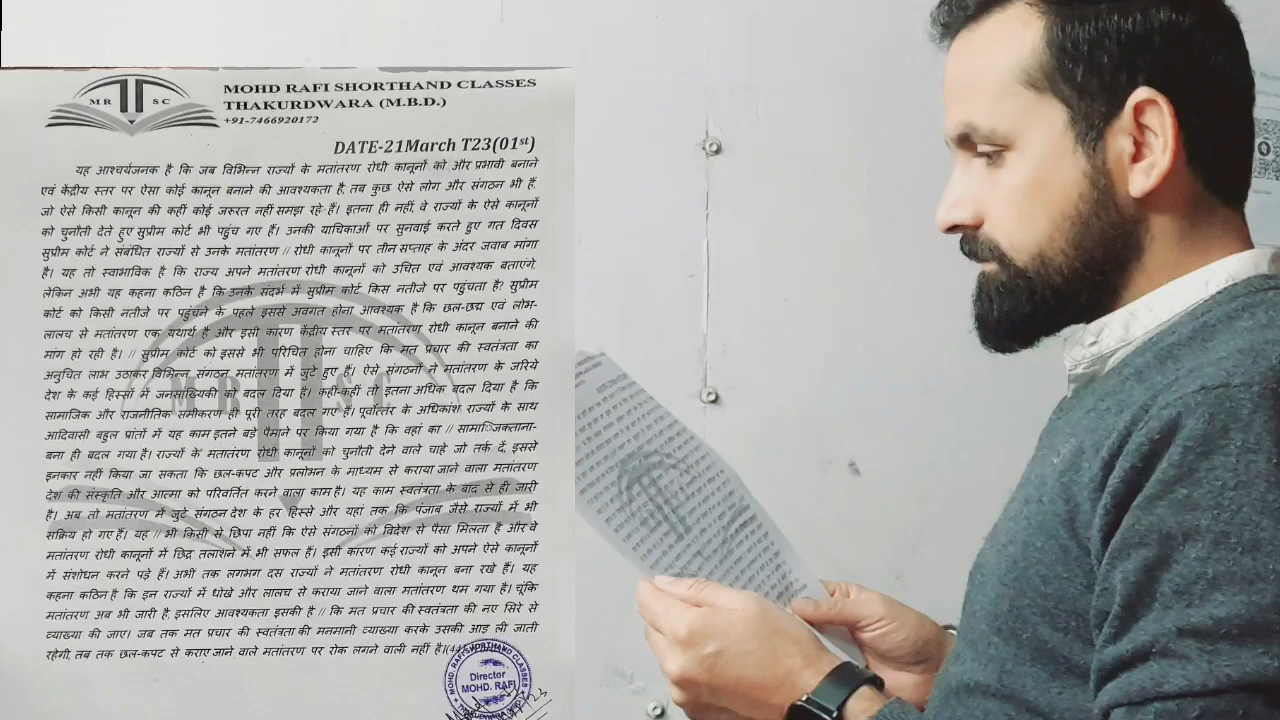 MR SC
MOHD RAFI SHORTHAND CLASSES
THAKURDWARA (M.B.D.)
+91-7466920172
DATE-21March T23(01st)
यह आश्चर्यजनक है कि जब विभिन्न राज्यों के मतांतरण रोधी कानूनों को और प्रभावी बनाने
एवं केंद्रीय स्तर पर ऐसा कोई कानून बनाने की आवश्यकता है, तब कुछ ऐसे लोग और संगठन भी हैं,
जो ऐसे किसी कानून की कहीं कोई जरूरत नहीं समझ रहे हैं। इतना ही नहीं, वे राज्यों के ऐसे कानूनों
को चुनौती देते हुए सुप्रीम कोर्ट भी पहुंच गए हैं। उनकी याचिकाओं पर सुनवाई करते हुए गत दिवस
सुप्रीम कोर्ट ने संबंधित राज्यों से उनके मतांतरण // रोधी कानूनों पर तीन सप्ताह के अंदर जवाब मांगा
है। यह तो स्वाभाविक है कि राज्य अपने मतांतरण रोधी कानूनों को उचित एवं आवश्यक बताएंगे,
लेकिन अभी यह कहना कठिन है कि उनके संदर्भ में सुप्रीम कोर्ट किस नतीजे पर पहुंचता है? सुप्रीम
कोर्ट को किसी नतीजे पर पहुंचने के पहले इससे अवगत होना आवश्यक है कि छल-छद्म एवं लोभ-
लालच से मतांतरण एक यथार्थ है और इसी कारण केंद्रीय स्तर पर मतांतरण रोधी कानून बनाने की
मांग हो रही है। // सुप्रीम कोर्ट को इससे भी परिचित होना चाहिए कि मत प्रचार की स्वतंत्रता का
अनुचित लाभ उठाकर विभिन्न संगठन मतांतरण में जुटे हुए हैं। ऐसे संगठनों ने मतांतरण के जरिये
देश के कई हिस्सों में जनसांख्यिकी को बदल दिया है। कहीं-कहीं तो इतना अधिक बदल दिया है कि
सामाजिक और राजनीतिक समीकरण ही पूरी तरह बदल गए हैं। पूर्वोत्तर के अधिकांश राज्यों के साथ
आदिवासी बहुल प्रांतों में यह काम इतने बड़े पैमाने पर किया गया है कि वहां का // सामािजकताना-
बना ही बदल गया है। राज्यों के मतांतरण रोधी कानूनों को चुनौती देने वाले चाहे जो तर्क दें, इससे
इनकार नहीं किया जा सकता कि छल-कपट और प्रलोभन के माध्यम से कराया जाने वाला मतांतरण
देश की संस्कृति और आत्मा को परिवर्तित करने वाला काम है। यह काम स्वतंत्रता के बाद से ही जारी
है। अब तो मतांतरण में जुटे संगठन देश के हर हिस्से और यहां तक कि पंजाब जैसे राज्यों में भी
सक्रिय हो गए हैं। यह // भी किसी से छिपा नहीं कि ऐसे संगठनों को विदेश से पैसा मिलता है और वे
मतांतरण रोधी कानूनों में छिद्र तलाशने में भी सफल हैं। इसी कारण कई राज्यों को अपने ऐसे कानूनों
में संशोधन करने पड़े हैं। अभी तक लगभग दस राज्यों ने मतांतरण रोधी कानून बना रखे हैं। यह
कहना कठिन है कि इन राज्यों में धोखे और लालच से कराया जाने वाला मतांतरण थम गया है। चूंकि
मतांतरण अब भी जारी है, इसलिए आवश्यकता इसकी है // कि मत प्रचार की स्वतंत्रता की नए सिरे से
व्याख्या की जाए। जब तक मत प्रचार की स्वतंत्रता की मनमानी व्याख्या करके उसकी आड़ ली जाती
रहेगी, तब तक छल-कपट से कराए जाने वाले मतांतरण पर रोक लगने वाली नहीं है।
MOHD. RAFI SHORTHAND CLASSES
Director
MOHD. RAFI
MR SC